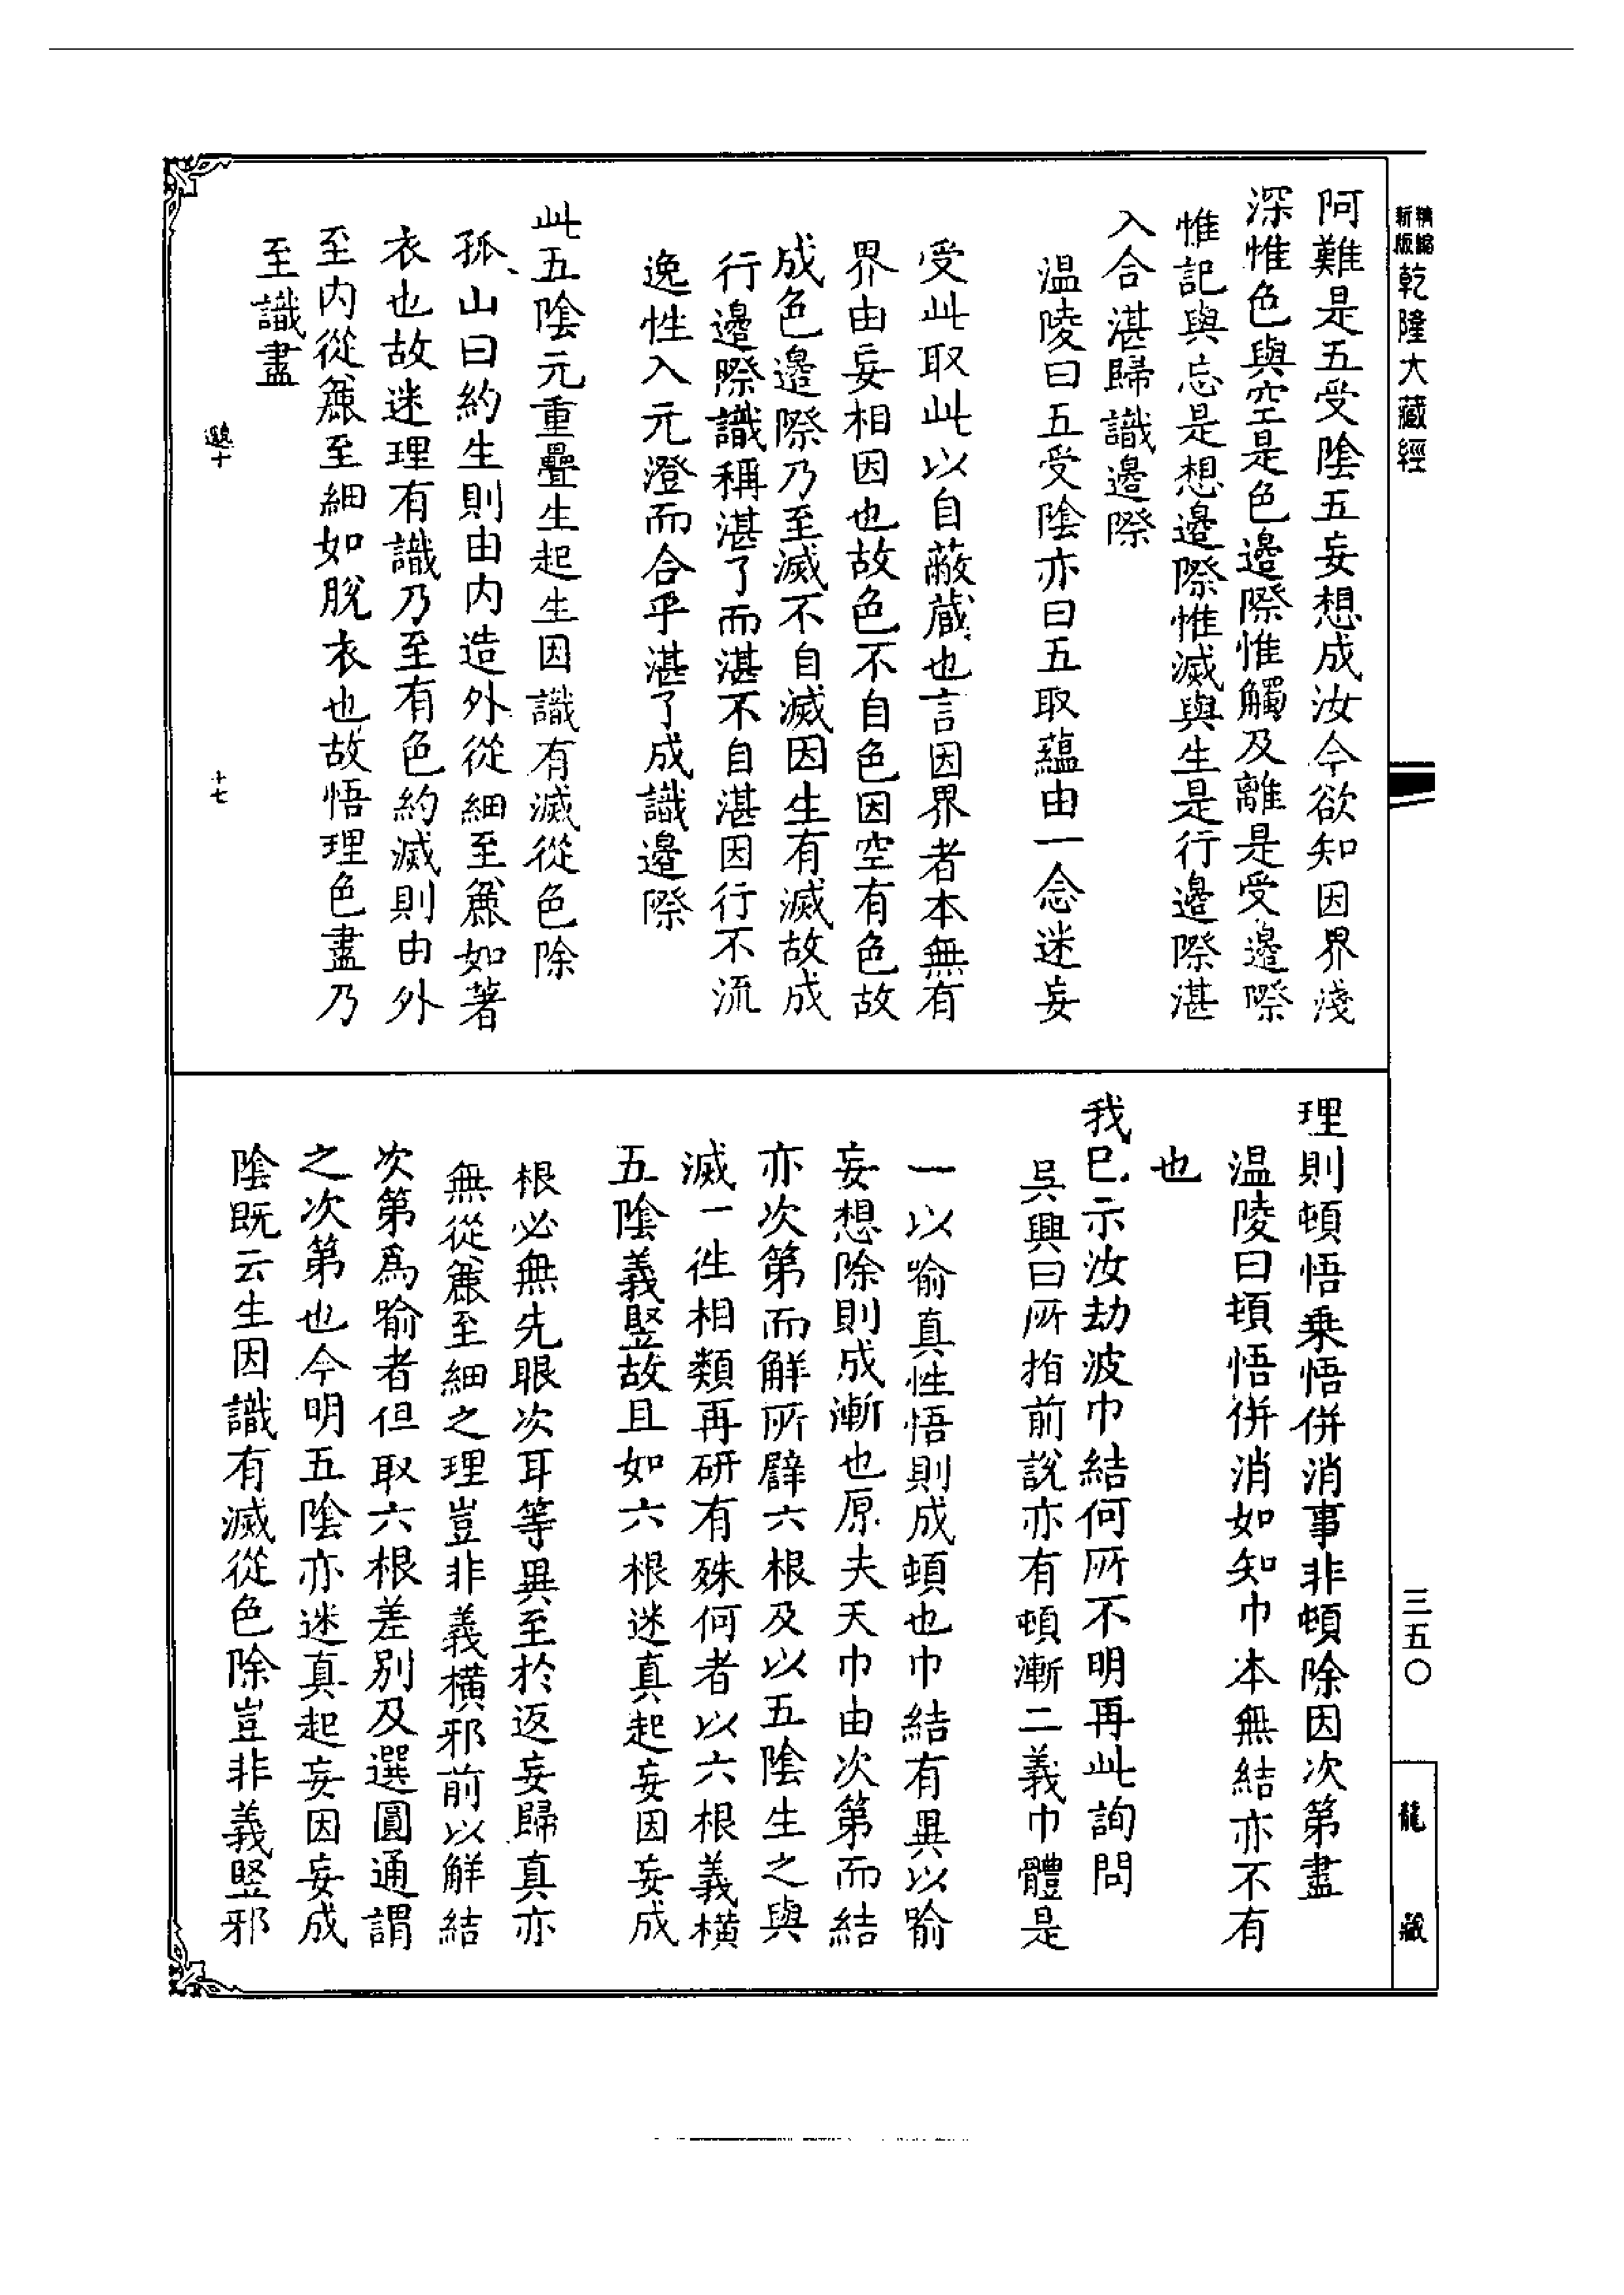 精縮
新版
乾隆大藏經
阿難是五受陰五妄想成汝今欲知因界淺
深惟色與空是色邊際惟觸及離是受邊際
惟記與忘是想邊際惟滅與生是行邊際湛
入合湛歸識邊際
温陵曰五受陰亦曰五取蘊由一念迷妄
受此取此以自蔽蕆也言因界者本無有
界由妄相因也故色不自色因空有色故
成色邊際乃至滅不自滅因生有滅故成
行邊際識稱湛了而湛不自湛因行不流
逸性入元澄而合乎湛了成識邊際
此五陰元重疊生起生因識有滅從色除
孤山曰約生則由內造外從細至麤如著
衣也故迷理有識乃至有色約滅則由外
至内從麤至細如脫衣也故悟理色盡乃
至識盡
十七
理則頓悟乗悟併消事非頓除因次第盡
温陵曰頓悟併消如知巾本無結亦不有
也
我巳示汝劫波巾結何所不明再此詢問
吳興曰所指前説亦有頓漸二義巾體是
一以喻真性悟則成頓也巾結有異以喻
妄想除則成漸也原夫天巾由次第而結
亦次第而解所辟六根及以五陰生之與
滅一徃相類再研有殊何者以六根義橫
五陰義竪故且如六根迷真起妄因妄成
根必無先眼次耳等異至於返妄歸真亦
無從麤至細之理豈非義橫邪前以解結
次第為喻者但取六根差别及選圓通謂
之次第也今明五陰亦迷真起妄因妄成
陰既云生因識有滅從色除豈非義竪邪
三五〇
龍藏